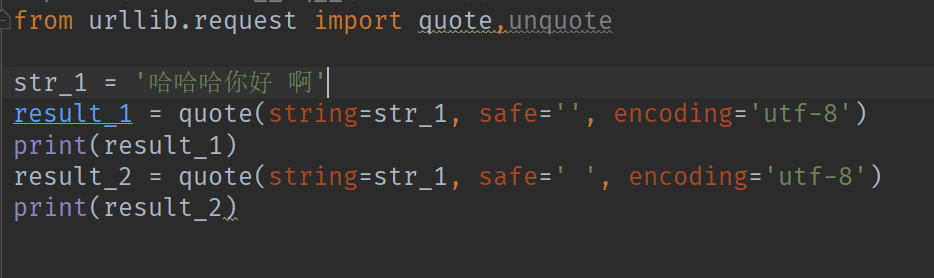 from urllib.request import quote,unquote
str_1 = '哈哈哈你好 啊'
result_1 = quote(string=str_1, safe='', encoding='utf-8')
print(result_1)
result_2 = quote(string=str_1, safe=' ', encoding='utf-8')
print(result_2)